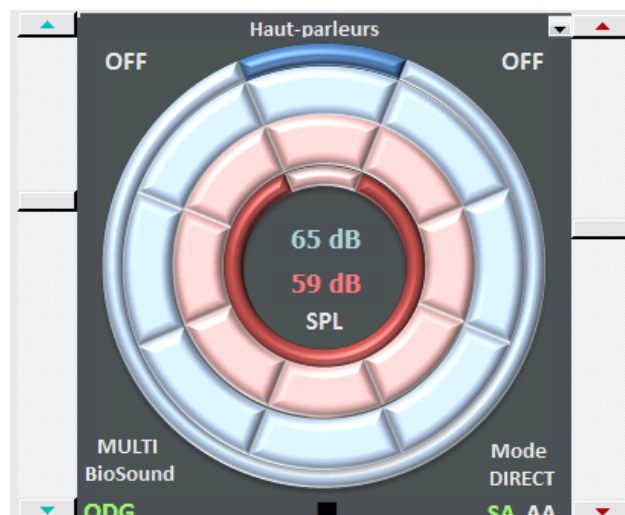 Haut-parleurs
OFF
OFF
65 dB
59 dB
SPL
MULTI
BioSound
Mode
DIRECT
ODG
SA AA